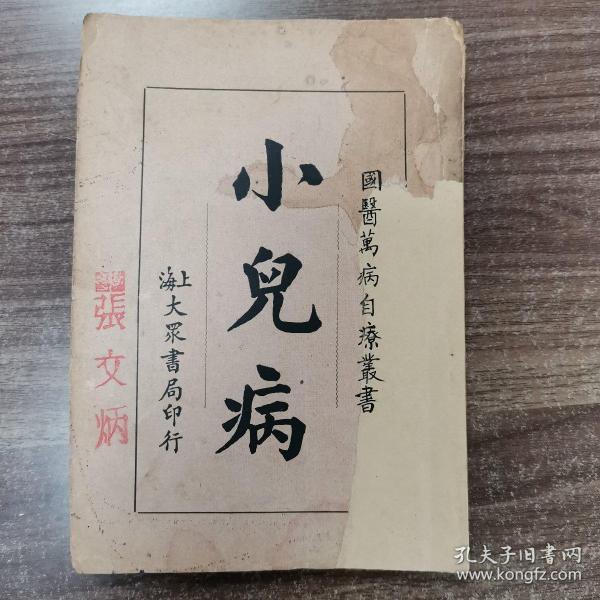 國醫萬病自療叢書
小兒病
上海大眾書局印行
張文炳
孔夫子旧书网
www.kongfz.com